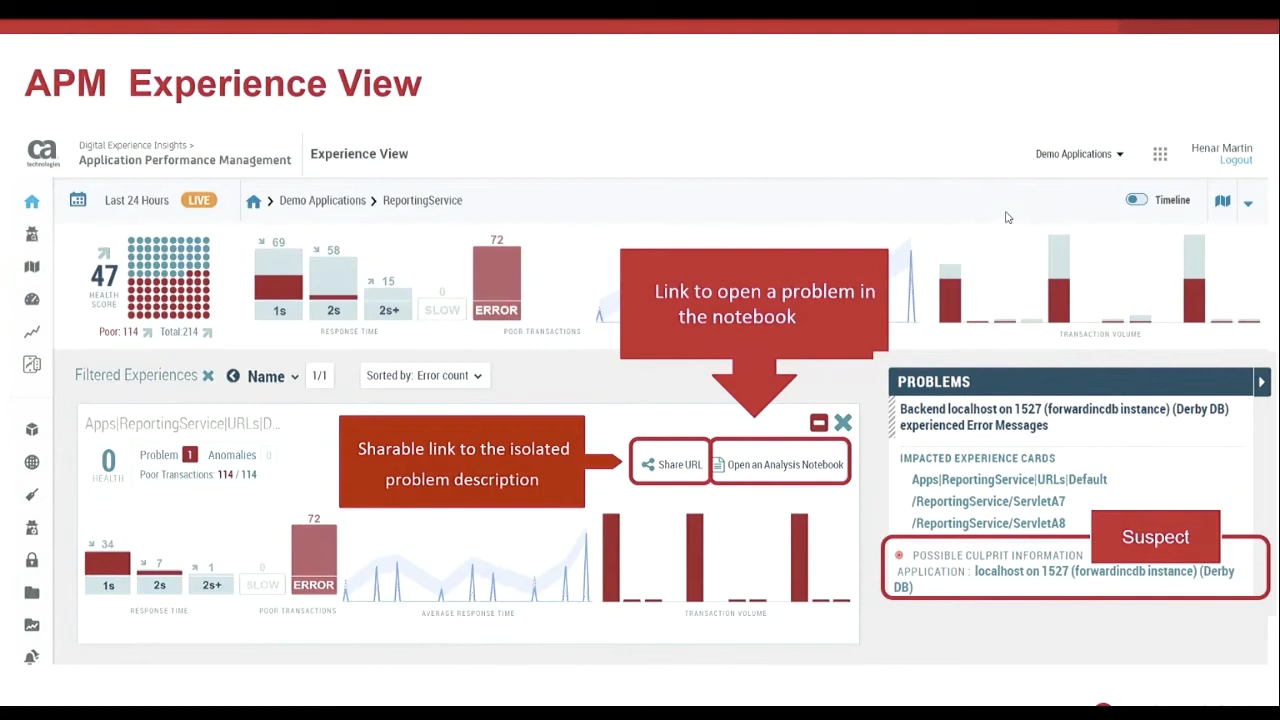 APM Experience View
ca
technologies
Digital Experience Insights >
Application Performance Management
Experience View
Demo Applications
Henar Martin
Logout
Last 24 Hours
LIVE
Demo Applications
ReportingService
Timeline
47
HEALTH
SCORE
Poor: 114
Total:214
69
58
15
0
72
1s
2s
2s+
SLOW
ERROR
RESPONSE TIME
POOR TRANSACTIONS
TRANSACTION VOLUME
Link to open a problem in
the notebook
Filtered Experiences
Name
1/1
Sorted by: Error count
Apps|ReportingService|URLs|D...
0
HEALTH
Problem 1 Anomalies 0
Poor Transactions: 114 / 114
Sharable link to the isolated
problem description
Share URL
Open an Analysis Notebook
34
7
1
0
72
1s
2s
2s+
SLOW
ERROR
RESPONSE TIME
POOR TRANSACTIONS
AVERAGE RESPONSE TIME
TRANSACTION VOLUME
PROBLEMS
Backend localhost on 1527 (forwardincdb instance) (Derby DB)
experienced Error Messages
IMPACTED EXPERIENCE CARDS
Apps|ReportingService|URLs|Default
/ReportingService/ServletA7
/ReportingService/ServletA8
Suspect
POSSIBLE CULPRIT INFORMATION
APPLICATION : localhost on 1527 (forwardincdb instance) (Derby
DB)